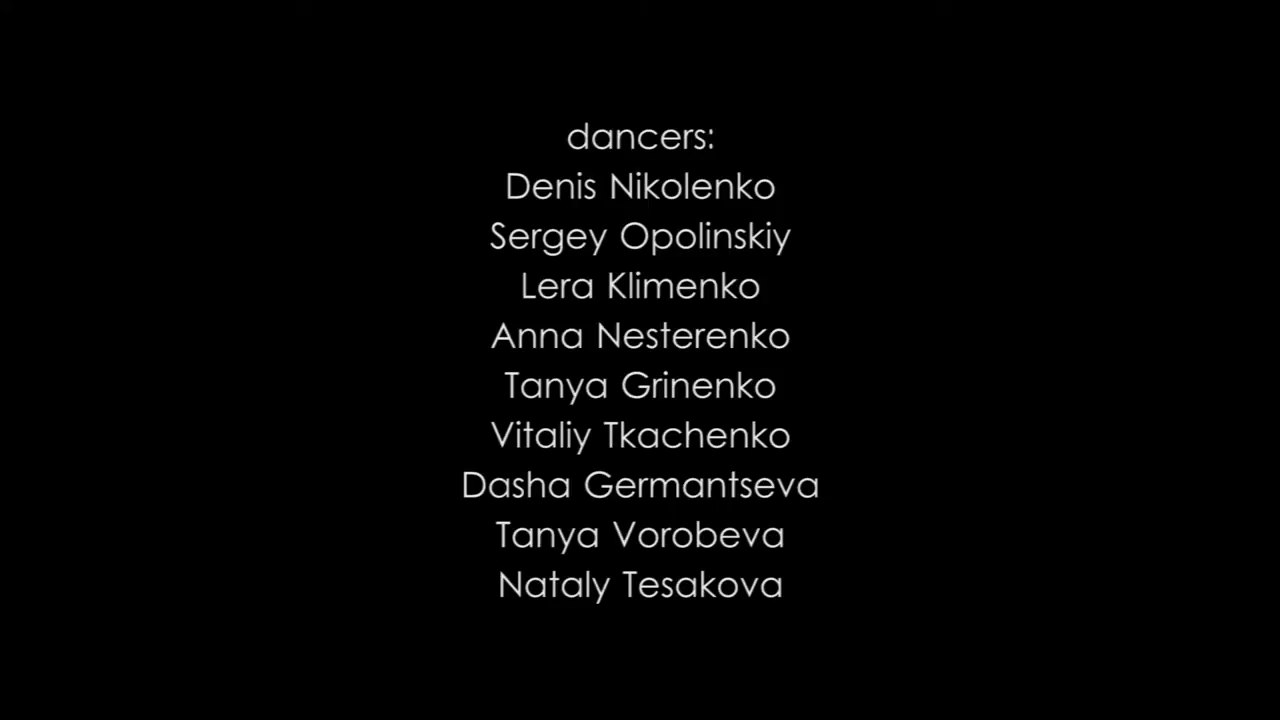 dancers:
Denis Nikolenko
Sergey Opolinskiy
Lera Klimenko
Anna Nesterenko
Tanya Grinenko
Vitaliy Tkachenko
Dasha Germantseva
Tanya Vorobeva
Nataly Tesakova